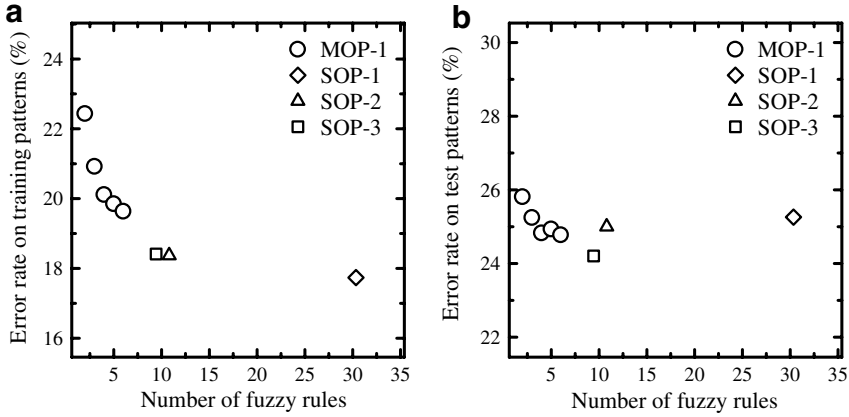 a
Error rate on training patterns (%)
24
22
20
18
16
MOP-1
SOP-1
SOP-2
SOP-3
5 10 15 20 25 30 35
Number of fuzzy rules
b
Error rate on test patterns (%)
30
28
26
24
22
MOP-1
SOP-1
SOP-2
SOP-3
5 10 15 20 25 30 35
Number of fuzzy rules